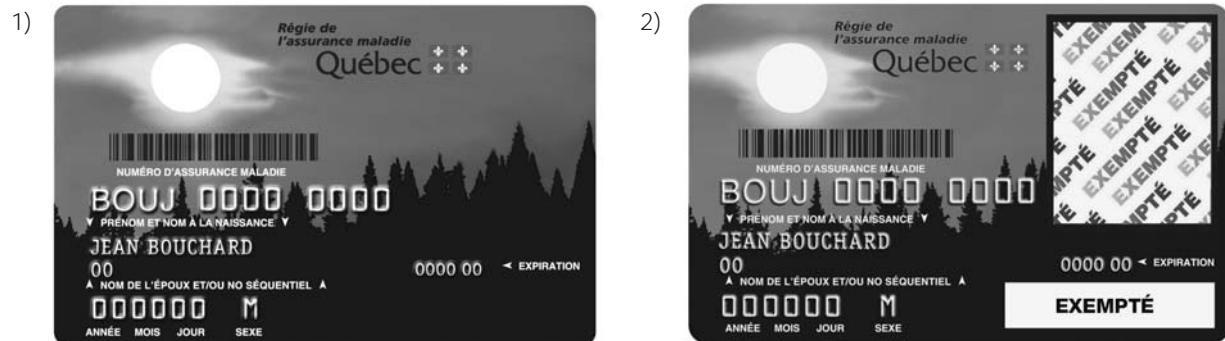 1)
Régie de
l'assurance maladie
Québec
NUMÉRO D'ASSURANCE MALADIE
BOUJ 0000 0000
PRÉNOM ET NOM À LA NAISSANCE
JEAN BOUCHARD
00
0000 00 EXPIRATION
NOM DE L'ÉPOUX ET/OU NO SÉQUENTIEL
000000 M
ANNÉE MOIS JOUR SEXE
2)
Régie de
l'assurance maladie
Québec
EXEMPTÉ EXEMPTÉ EXEMPTÉ
EXEMPTÉ EXEMPTÉ EXEMPTÉ
NUMÉRO D'ASSURANCE MALADIE
BOUJ 0000 0000
PRÉNOM ET NOM À LA NAISSANCE
JEAN BOUCHARD
00
0000 00 EXPIRATION
NOM DE L'ÉPOUX ET/OU NO SÉQUENTIEL
000000 M
ANNÉE MOIS JOUR SEXE
EXEMPTÉ